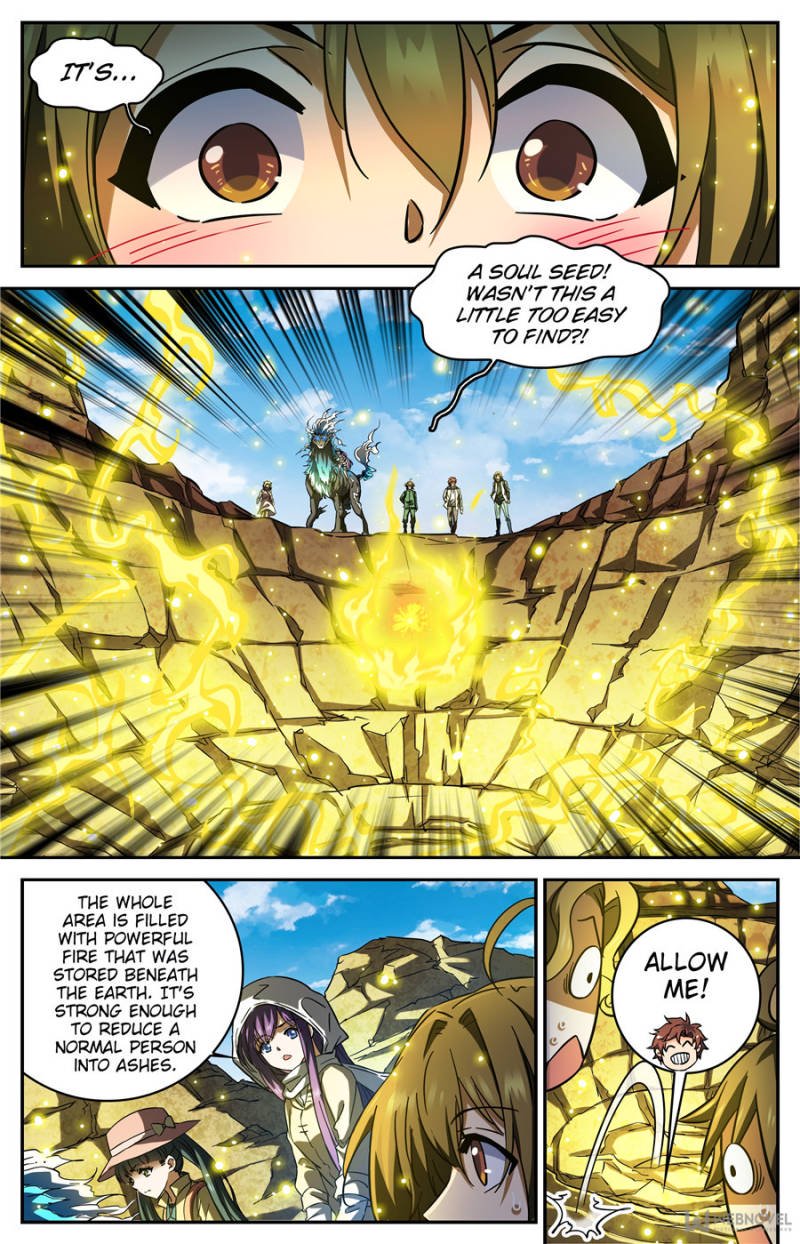 IT'S...
A SOUL SEED!
WASN'T THIS A
LITTLE TOO EASY
TO FIND?!
THE WHOLE
AREA IS FILLED
WITH POWERFUL
FIRE THAT WAS
STORED BENEATH
THE EARTH. IT'S
STRONG ENOUGH
TO REDUCE A
NORMAL PERSON
INTO ASHES.
ALLOW
ME!
WEBNOVEL